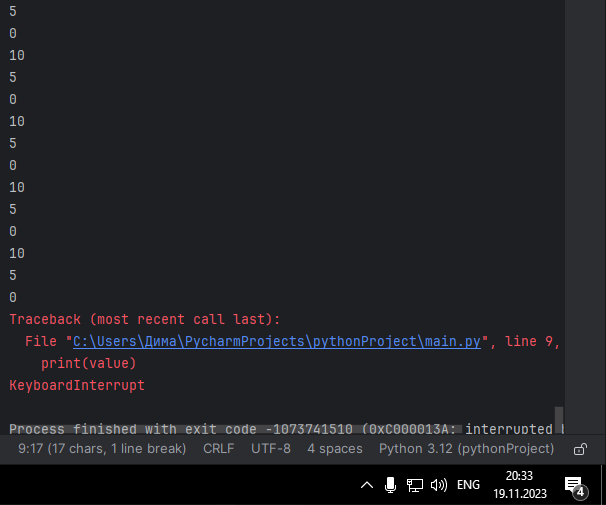 5
0
10
5
0
10
5
0
10
5
0
10
5
0
Traceback (most recent call last):
File "C:\Users\Дима\PycharmProjects\pythonProject\main.py", line 9,
print(value)
KeyboardInterrupt
Process finished with exit code -1073741510 (0xC000013A: interrupted
9:17 (17 chars, 1 line break) CRLF UTF-8 4 spaces Python 3.12 (pythonProject)
20:33
ENG
19.11.2023
4